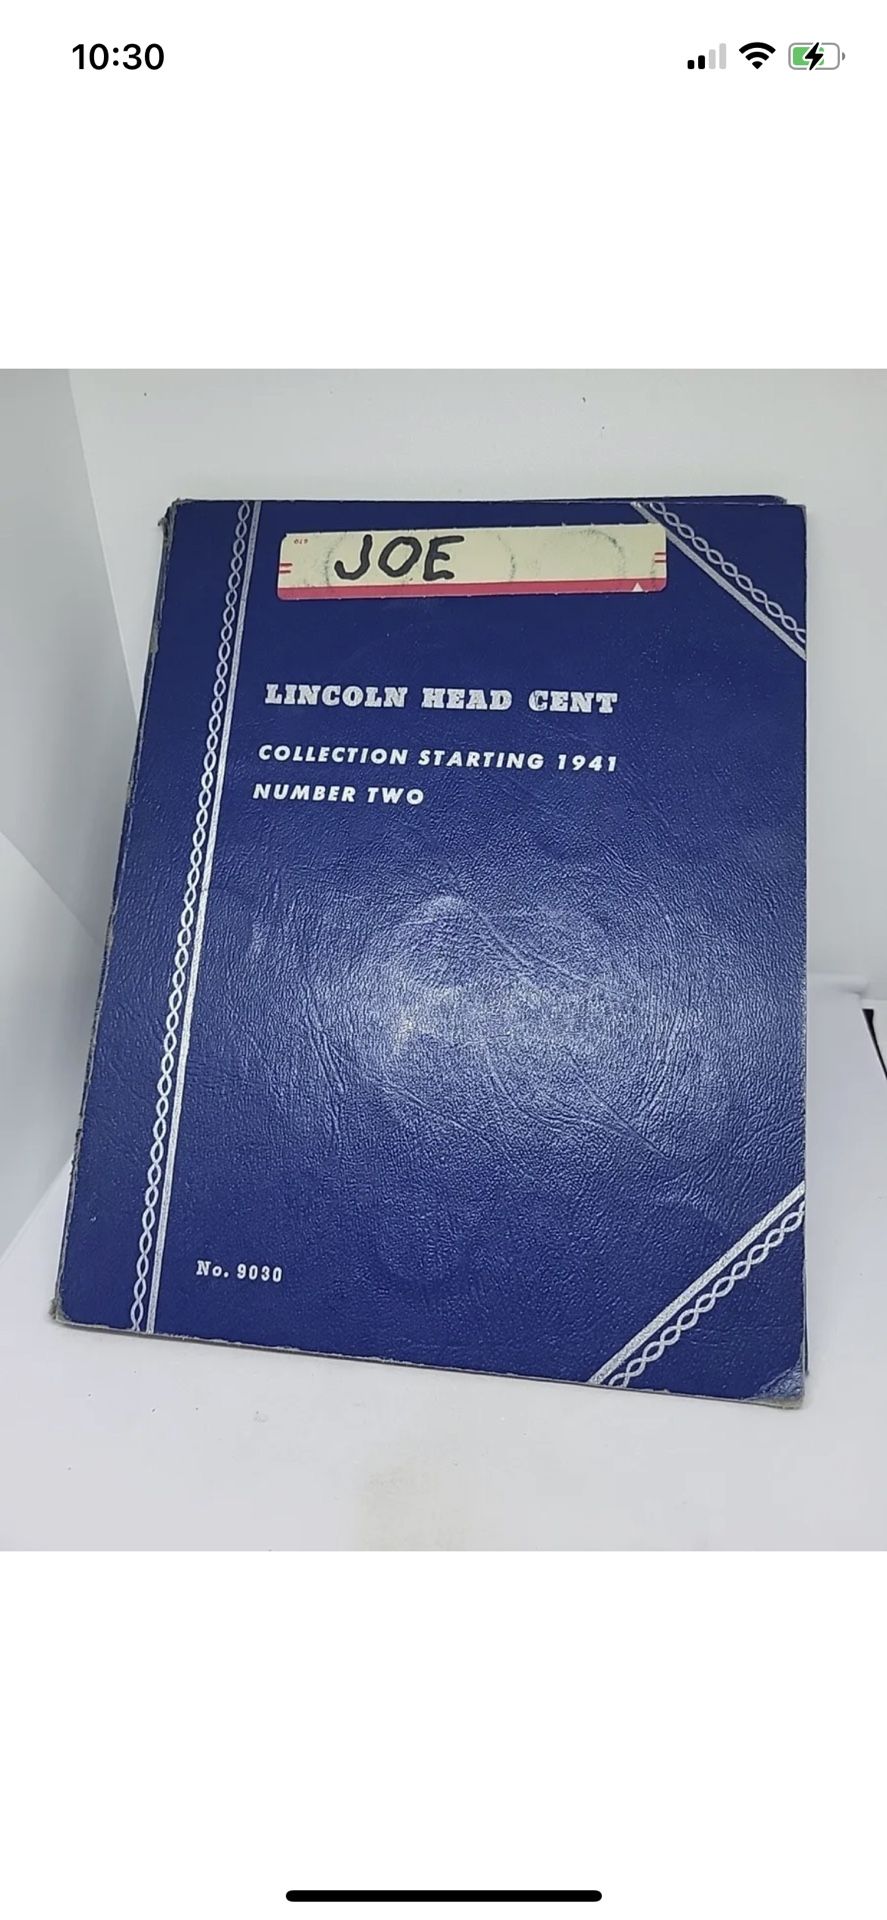 10:30
JOE
LINCOLN HEAD CENT
COLLECTION STARTING 1941
NUMBER TWO
No. 9030